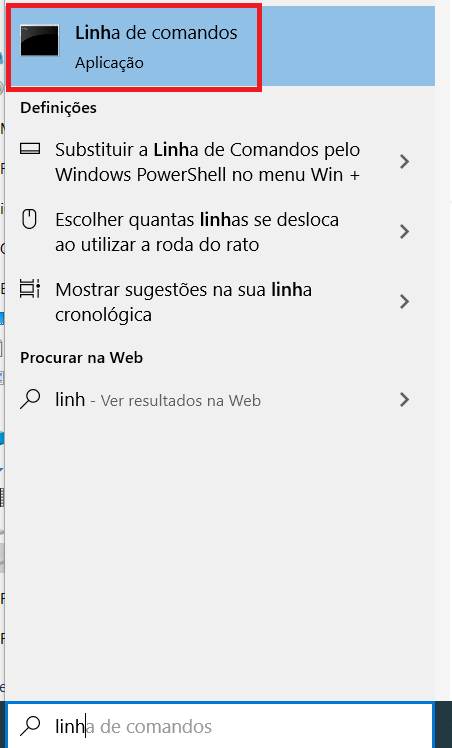 Linha de comandos
Aplicação
Definições
Substituir a Linha de Comandos pelo
Windows PowerShell no menu Win +
Escolher quantas linhas se desloca
ao utilizar a roda do rato
Mostrar sugestões na sua linha
cronológica
Procurar na Web
linh - Ver resultados na Web
linha de comandos